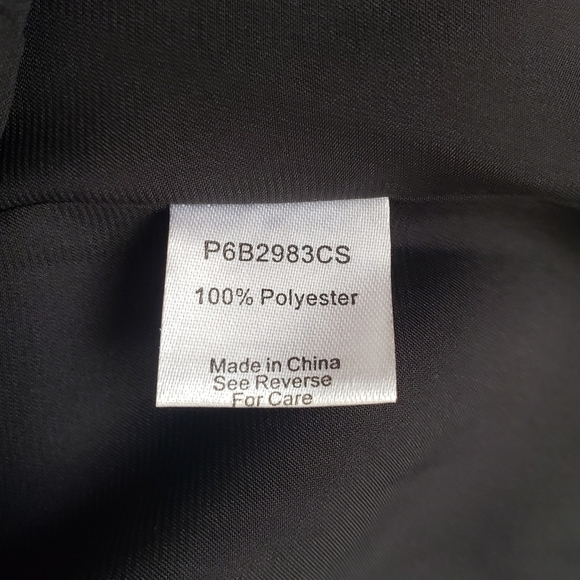 P6B2983CS
100% Polyester
Made in China
See Reverse
For Care